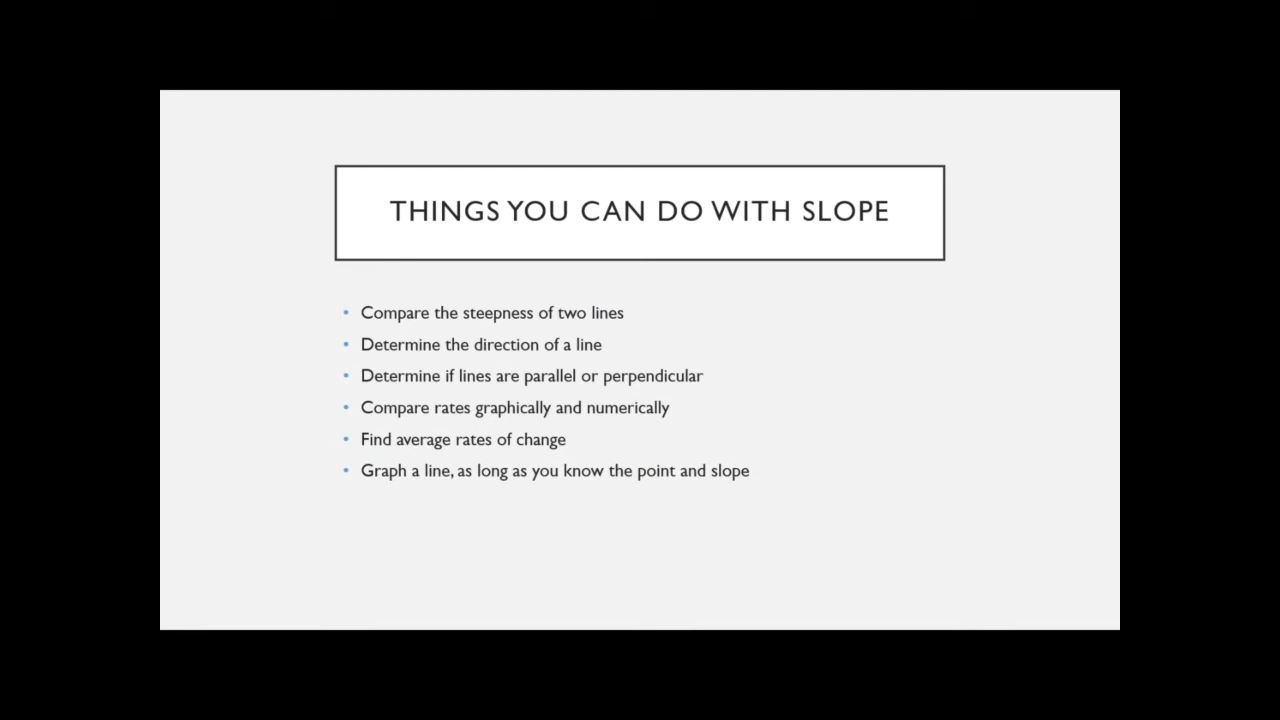 THINGS YOU CAN DO WITH SLOPE
• Compare the steepness of two lines
• Determine the direction of a line
• Determine if lines are parallel or perpendicular
• Compare rates graphically and numerically
• Find average rates of change
• Graph a line, as long as you know the point and slope